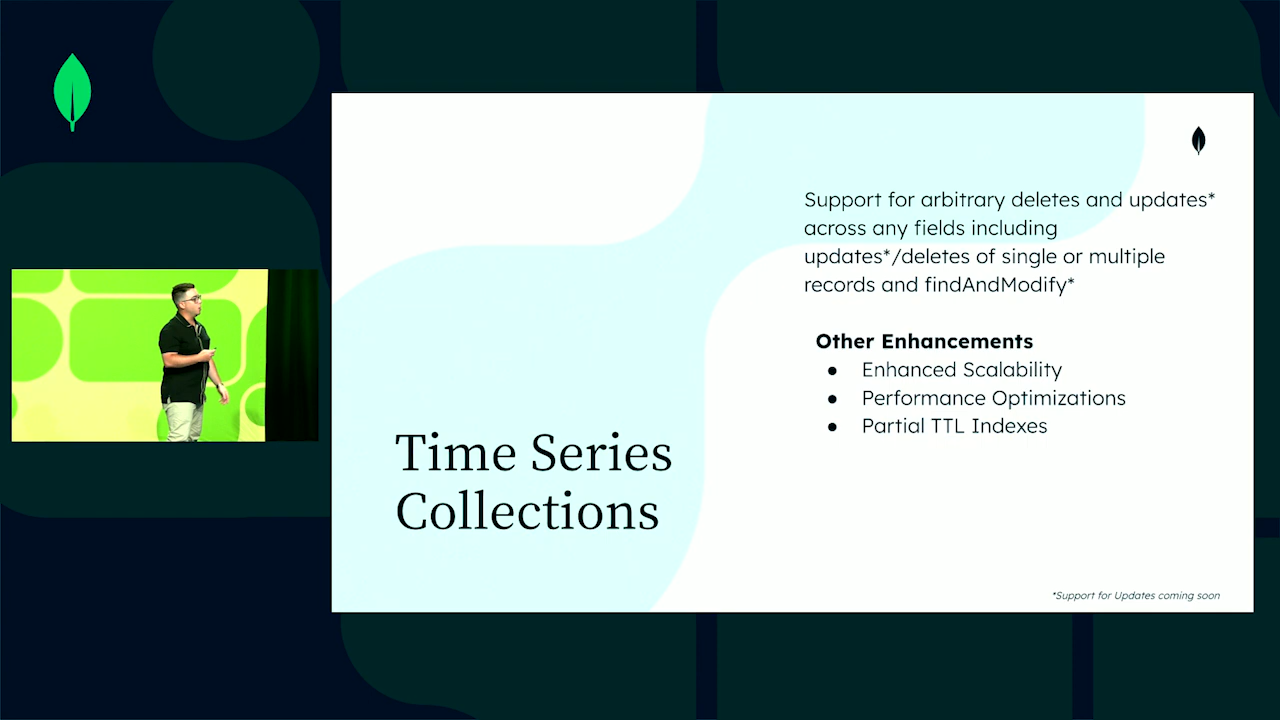 Support for arbitrary deletes and updates*
across any fields including
updates*/deletes of single or multiple
records and findAndModify*
Other Enhancements
● Enhanced Scalability
● Performance Optimizations
● Partial TTL Indexes
Time Series
Collections
*Support for Updates coming soon